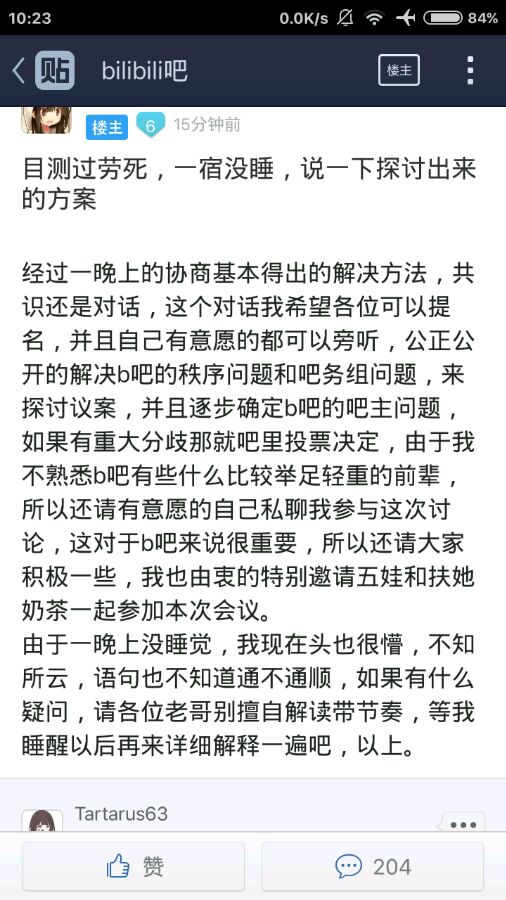 10:23
0.0K/s
84%
贴
bilibili吧
楼主
楼主
6
15分钟前
目测过劳死，一宿没睡，说一下探讨出来
的方案
经过一晚上的协商基本得出的解决方法，共
识还是对话，这个对话我希望各位可以提
名，并且自己有意愿的都可以旁听，公正公
开的解决b吧的秩序问题和吧务组问题，来
探讨议案，并且逐步确定b吧的吧主问题，
如果有重大分歧那就吧里投票决定，由于我
不熟悉b吧有些什么比较举足轻重的前辈，
所以还请有意愿的自己私聊我参与这次讨
论，这对于b吧来说很重要，所以还请大家
积极一些，我也由衷的特别邀请五娃和扶她
奶茶一起参加本次会议。
由于一晚上没睡觉，我现在头也很懵，不知
所云，语句也不知道通不通顺，如果有什么
疑问，请各位老哥别擅自解读带节奏，等我
睡醒以后再来详细解释一遍吧，以上。
Tartarus63
赞
204